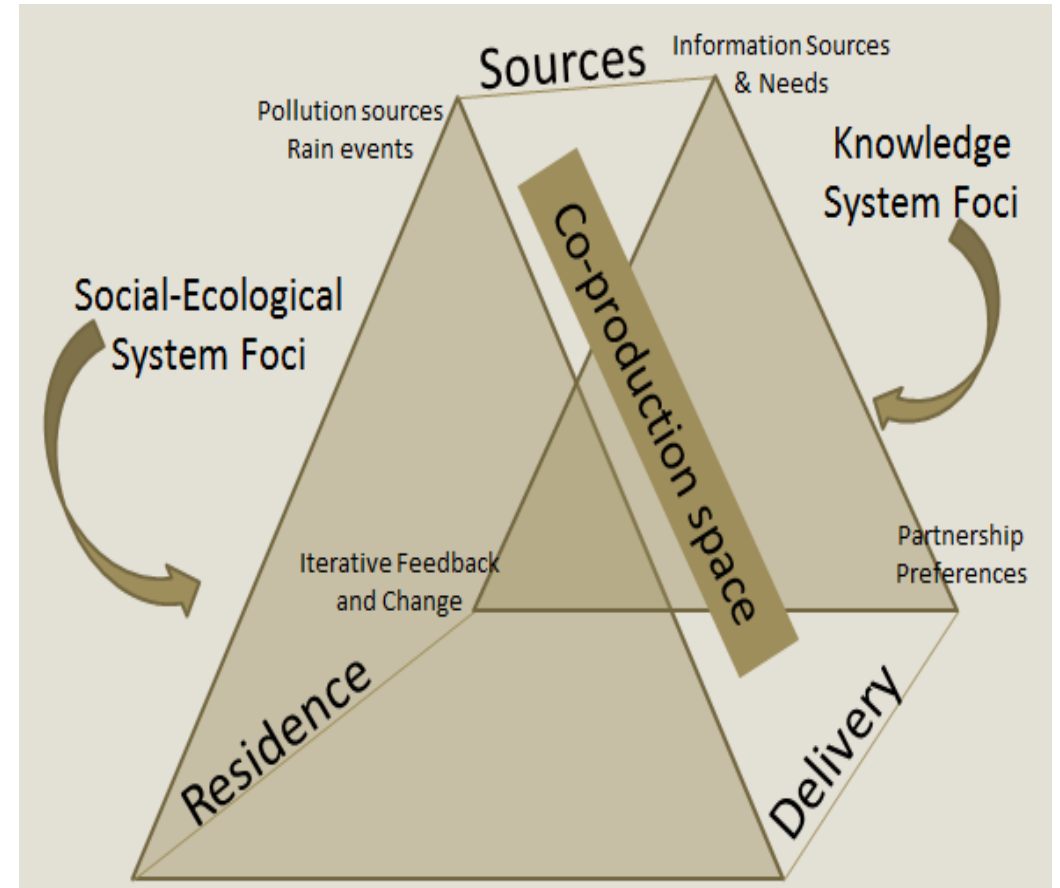 Sources
Information Sources
& Needs
Pollution sources
Rain events
Knowledge
System Foci
Co-production space
Social-Ecological
System Foci
Iterative Feedback
and Change
Partnership
Preferences
Residence
Delivery